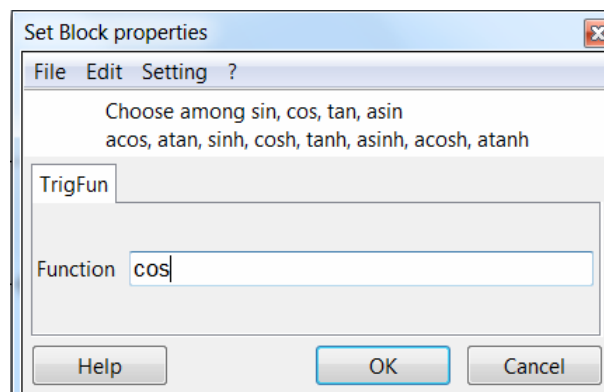 Set Block properties
File Edit Setting ?
Choose among sin, cos, tan, asin
acos, atan, sinh, cosh, tanh, asinh, acosh, atanh
TrigFun
Function cos
Help OK Cancel